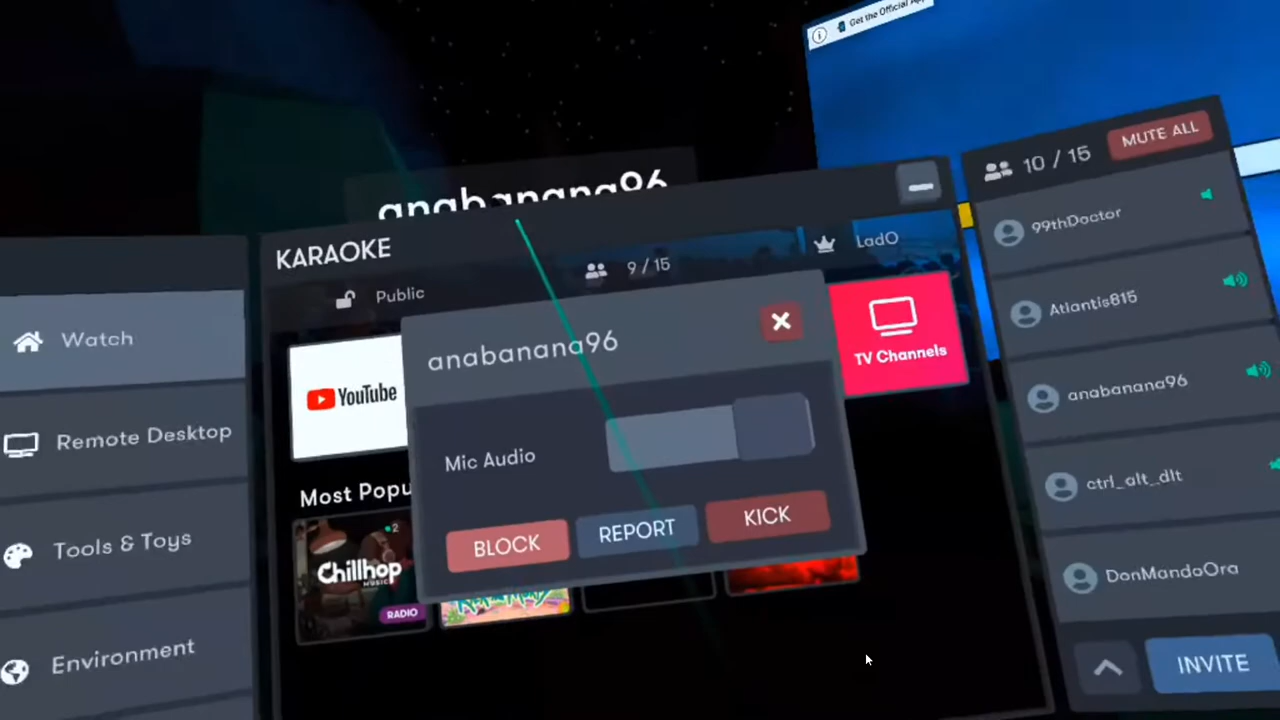 Get the Official
anabanana96
KARAOKE
Public
9 / 15
LadO
10 / 15
MUTE ALL
Watch
Remote Desktop
Tools & Toys
Environment
YouTube
TV Channels
Most Popu
2
Chillhop
MUSIC
RADIO
anabanana96
Mic Audio
BLOCK
REPORT
KICK
99thDoctor
Atlantis815
anabanana96
ctrl_alt_dlt
DonMandoOra
INVITE